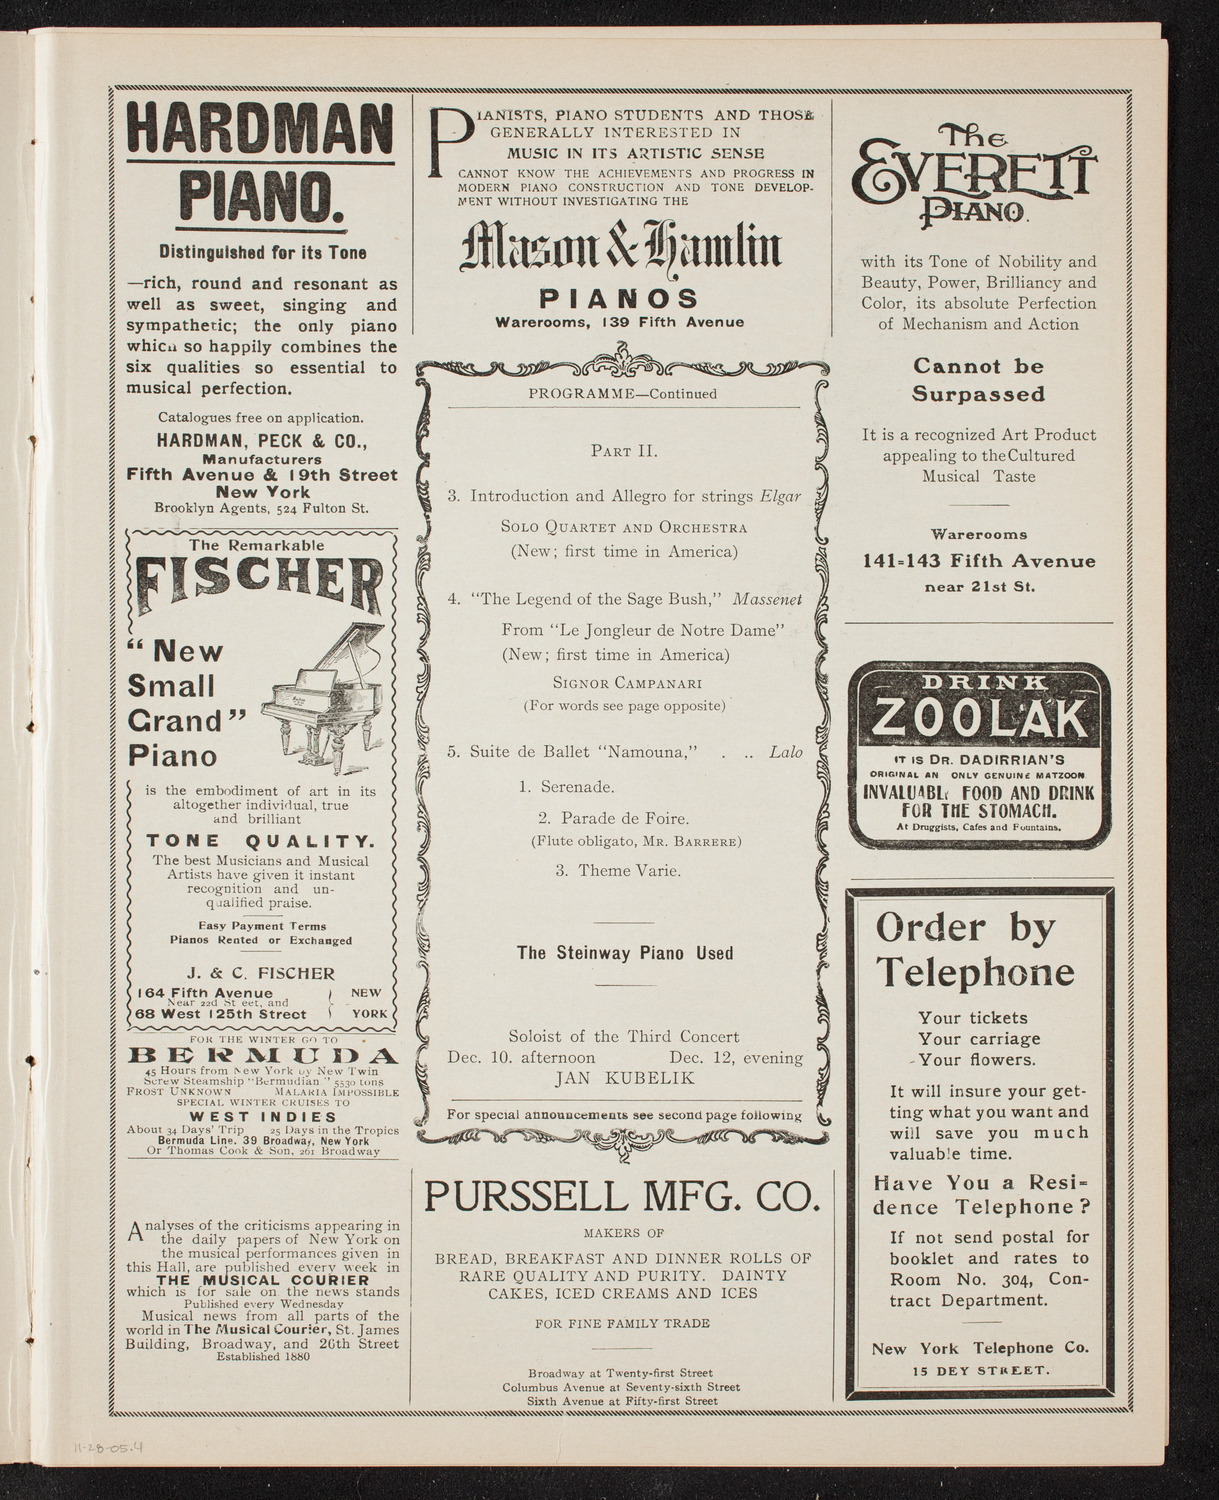 HARDMAN
PIANO.
Distinguished for its Tone
—rich, round and resonant as
well as sweet, singing and
sympathetic; the only piano
which so happily combines the
six qualities so essential to
musical perfection.
Catalogues free on application.
HARDMAN, PECK & CO.,
Manufacturers
Fifth Avenue & 19th Street
New York
Brooklyn Agents, 524 Fulton St.
The Remarkable
FISCHER
“ New
Small
Grand ”
Piano
is the embodiment of art in its
altogether individual, true
and brilliant
TONE QUALITY.
The best Musicians and Musical
Artists have given it instant
recognition and un-
qualified praise.
Easy Payment Terms
Pianos Rented or Exchanged
J. & C. FISCHER
164 Fifth Avenue
Near 22d St eet, and
68 West 125th Street
NEW
YORK
FOR THE WINTER GO TO
BERMUDA
45 Hours from New York by New Twin
Screw Steamship “Bermudian ” 5530 tons
FROST UNKNOWN MALARIA IMPOSSIBLE
SPECIAL WINTER CRUISES TO
WEST INDIES
About 34 Days' Trip 25 Days in the Tropics
Bermuda Line. 39 Broadway, New York
Or Thomas Cook & Son, 261 Broadway
Analyses of the criticisms appearing in
the daily papers of New York on
the musical performances given in
this Hall, are published every week in
THE MUSICAL COURIER
which is for sale on the news stands
Published every Wednesday
Musical news from all parts of the
world in The Musical Courier, St. James
Building, Broadway, and 26th Street
Established 1880
PIANISTS, PIANO STUDENTS AND THOSE
GENERALLY INTERESTED IN
MUSIC IN ITS ARTISTIC SENSE
CANNOT KNOW THE ACHIEVEMENTS AND PROGRESS IN
MODERN PIANO CONSTRUCTION AND TONE DEVELOP-
MENT WITHOUT INVESTIGATING THE
Mason & Hamlin
PIANOS
Warerooms, 139 Fifth Avenue
PROGRAMME—Continued
PART II.
3. Introduction and Allegro for strings Elgar
SOLO QUARTET AND ORCHESTRA
(New; first time in America)
4. “The Legend of the Sage Bush,” Massenet
From “Le Jongleur de Notre Dame”
(New; first time in America)
SIGNOR CAMPANARI
(For words see page opposite)
5. Suite de Ballet “Namouna,” . .. Lalo
1. Serenade.
2. Parade de Foire.
(Flute obligato, MR. BARRERE)
3. Theme Varie.
The Steinway Piano Used
Soloist of the Third Concert
Dec. 10. afternoon Dec. 12, evening
JAN KUBELIK
For special announcements see second page following
PURSSELL MFG. CO.
MAKERS OF
BREAD, BREAKFAST AND DINNER ROLLS OF
RARE QUALITY AND PURITY. DAINTY
CAKES, ICED CREAMS AND ICES
FOR FINE FAMILY TRADE
Broadway at Twenty-first Street
Columbus Avenue at Seventy-sixth Street
Sixth Avenue at Fifty-first Street
The
EVERETT
PIANO.
with its Tone of Nobility and
Beauty, Power, Brilliancy and
Color, its absolute Perfection
of Mechanism and Action
Cannot be
Surpassed
It is a recognized Art Product
appealing to the Cultured
Musical Taste
Warerooms
141=143 Fifth Avenue
near 21st St.
DRINK
ZOOLAK
IT IS DR. DADIRRIAN'S
ORIGINAL AN ONLY GENUINE MATZOON
INVALUABLE FOOD AND DRINK
FOR THE STOMACH.
At Druggists, Cafes and Fountains.
Order by
Telephone
Your tickets
Your carriage
Your flowers.
It will insure your get-
ting what you want and
will save you much
valuable time.
Have You a Resi=
dence Telephone?
If not send postal for
booklet and rates to
Room No. 304, Con-
tract Department.
New York Telephone Co.
15 DEY STREET.
11-28-05.4